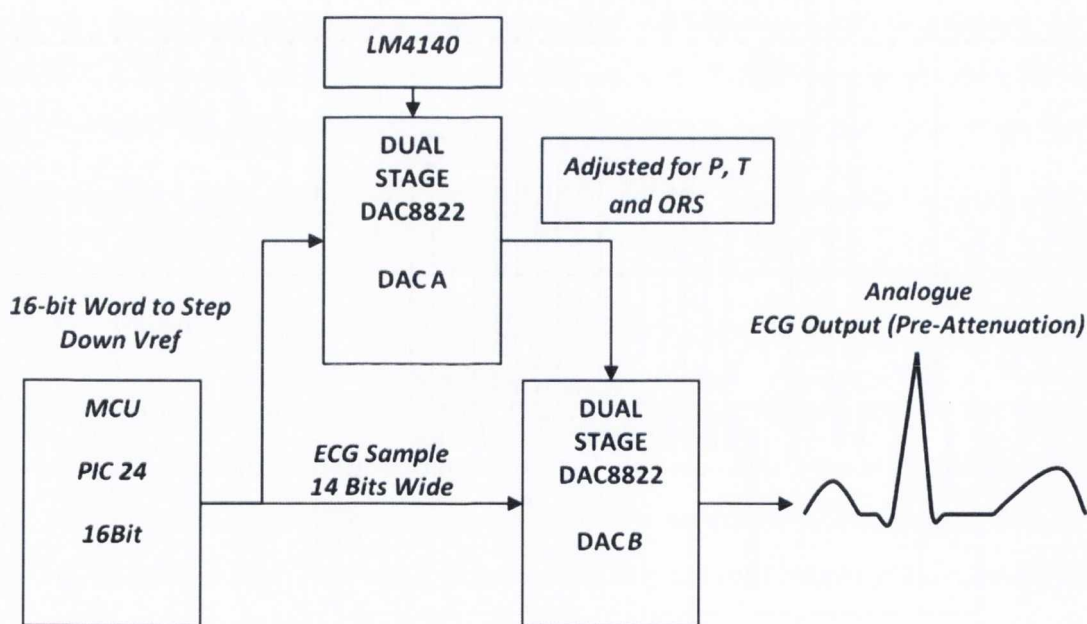 LM4140
DUAL
STAGE
DAC8822
DAC A
Adjusted for P, T
and QRS
16-bit Word to Step
Down Vref
Analogue
ECG Output (Pre-Attenuation)
MCU
PIC 24
16Bit
ECG Sample
14 Bits Wide
DUAL
STAGE
DAC8822
DAC B